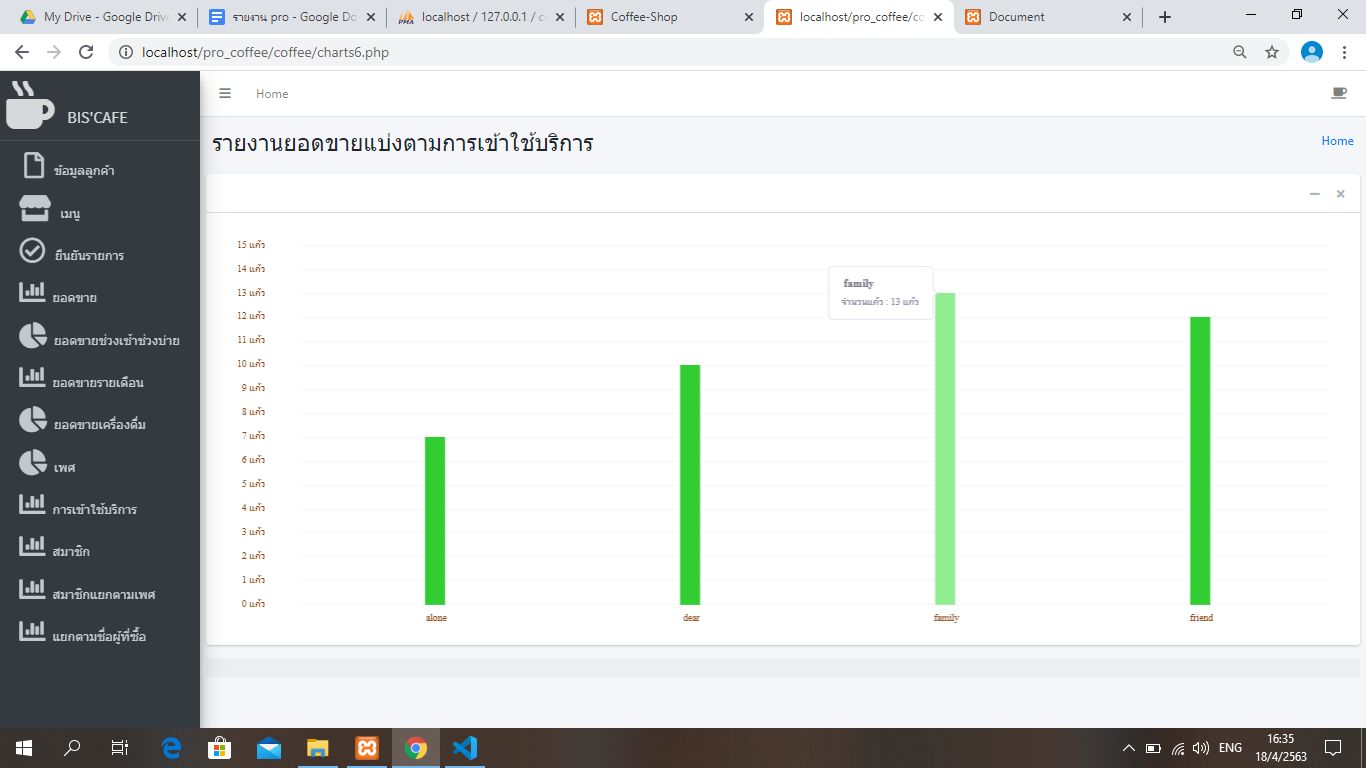 My Drive - Google Driv
รายงาน pro - Google Do
localhost / 127.0.0.1 / c
Coffee-Shop
localhost/pro_coffee/co
Document
localhost/pro_coffee/coffee/charts6.php
BIS'CAFE
Home
รายงานยอดขายแบ่งตามการเข้าใช้บริการ
Home
ข้อมูลลูกค้า
เมนู
ยืนยันรายการ
ยอดขาย
ยอดขายช่วงเช้าช่วงบ่าย
ยอดขายรายเดือน
ยอดขายเครื่องดื่ม
เพศ
การเข้าใช้บริการ
สมาชิก
สมาชิกแยกตามเพศ
แยกตามชื่อผู้ที่ซื้อ
15 แก้ว
14 แก้ว
13 แก้ว
12 แก้ว
11 แก้ว
10 แก้ว
9 แก้ว
8 แก้ว
7 แก้ว
6 แก้ว
5 แก้ว
4 แก้ว
3 แก้ว
2 แก้ว
1 แก้ว
0 แก้ว
family
จำนวนแก้ว : 13 แก้ว
alone
dear
family
friend
ENG
16:35
18/4/2563